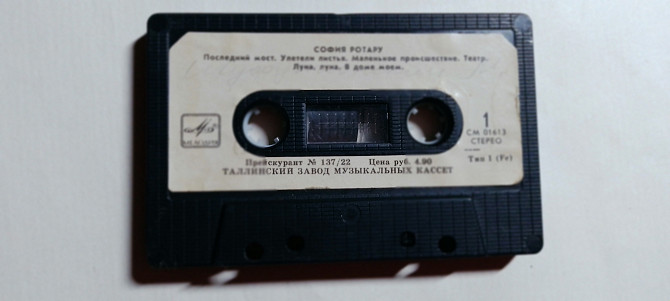 СОФИЯ РОТАРУ
Последний мост. Улетели листья. Маленькое происшествие. Театр.
Луна, луна. В доме моем.
1
СМ 01613
СТЕРЕО
Прейскурант № 137/22 Цена руб. 4.90
Тип 1 (Fe)
ТАЛЛИНСКИЙ ЗАВОД МУЗЫКАЛЬНЫХ КАССЕТ